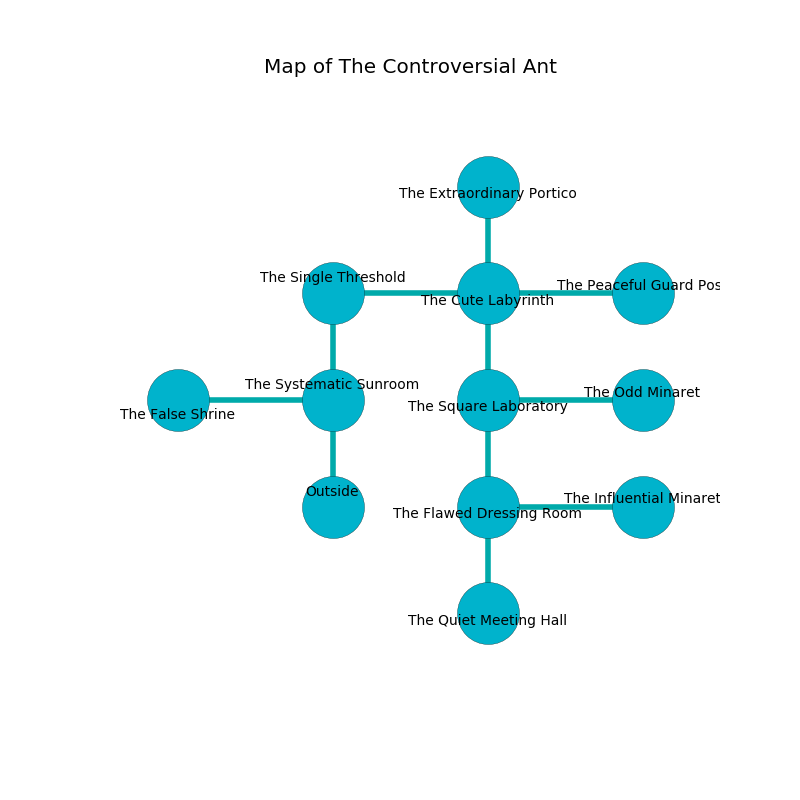 Map of The Controversial Ant
The Extraordinary Portico
The Single Threshold
The Peaceful Guard Pos
The Cute Labyrinth
The Systematic Sunroom
The Odd Minaret
The Square Laboratory
The False Shrine
Outside
The Influential Minaret
The Flawed Dressing Room
The Quiet Meeting Hall